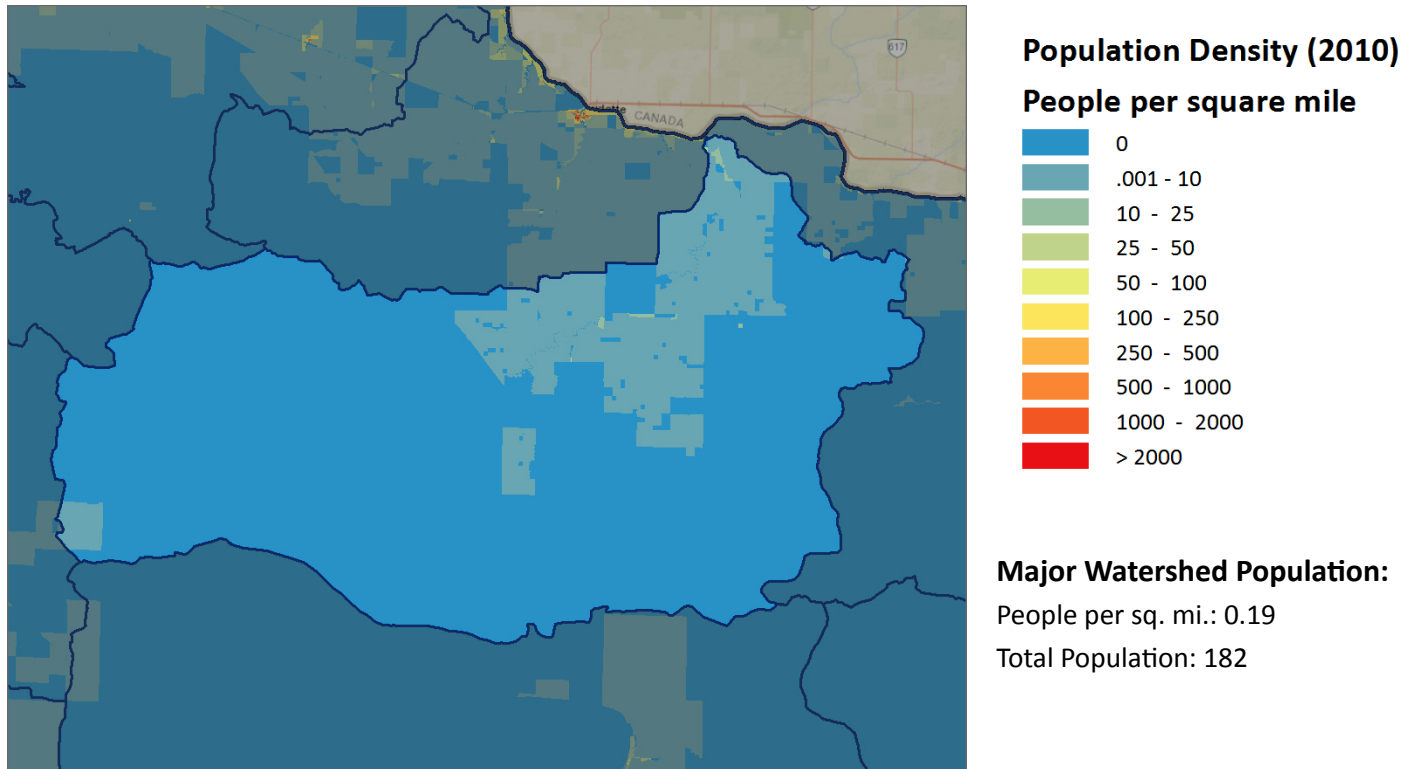 617
CANADA
Population Density (2010)
People per square mile
0
.001 - 10
10 - 25
25 - 50
50 - 100
100 - 250
250 - 500
500 - 1000
1000 - 2000
> 2000
Major Watershed Population:
People per sq. mi.: 0.19
Total Population: 182